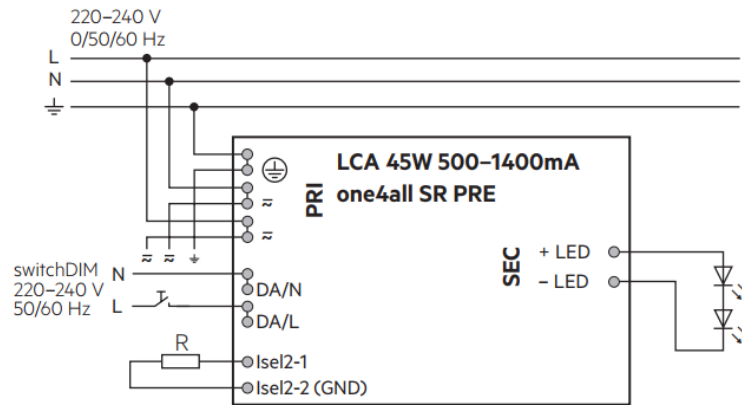 220–240 V
0/50/60 Hz
L
N
LCA 45W 500–1400mA
one4all SR PRE
PRI
≂
≂
≂ ≂
SEC
+ LED
– LED
switchDIM
220–240 V
50/60 Hz
N
L
DA/N
DA/L
R
Isel2-1
Isel2-2 (GND)